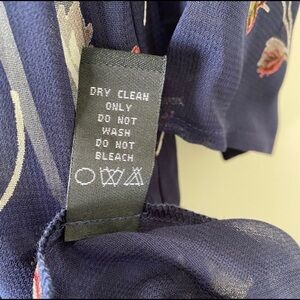 DRY CLEAN
ONLY
DO NOT
WASH
DO NOT
BLEACH